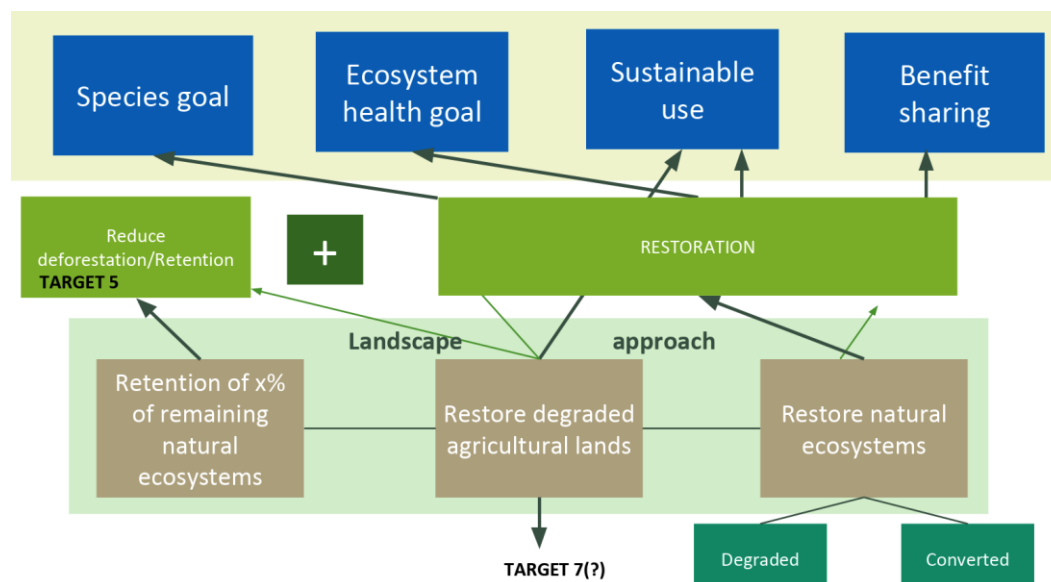 Species goal
Ecosystem
health goal
Sustainable
use
Benefit
sharing
Reduce
deforestation/Retention
TARGET 5
+
RESTORATION
Landscape approach
Retention of x%
of remaining
natural
ecosystems
Restore degraded
agricultural lands
Restore natural
ecosystems
TARGET 7(?)
Degraded
Converted